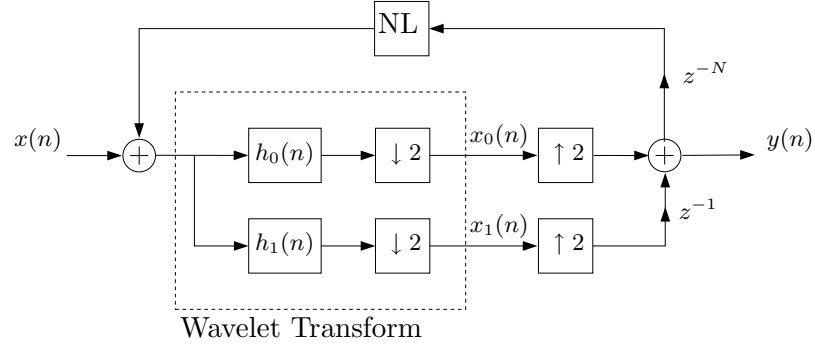 NL
z^{-N}
x(n)
+
h_0(n)
↓ 2
x_0(n)
↑ 2
+
y(n)
z^{-1}
h_1(n)
↓ 2
x_1(n)
↑ 2
Wavelet Transform